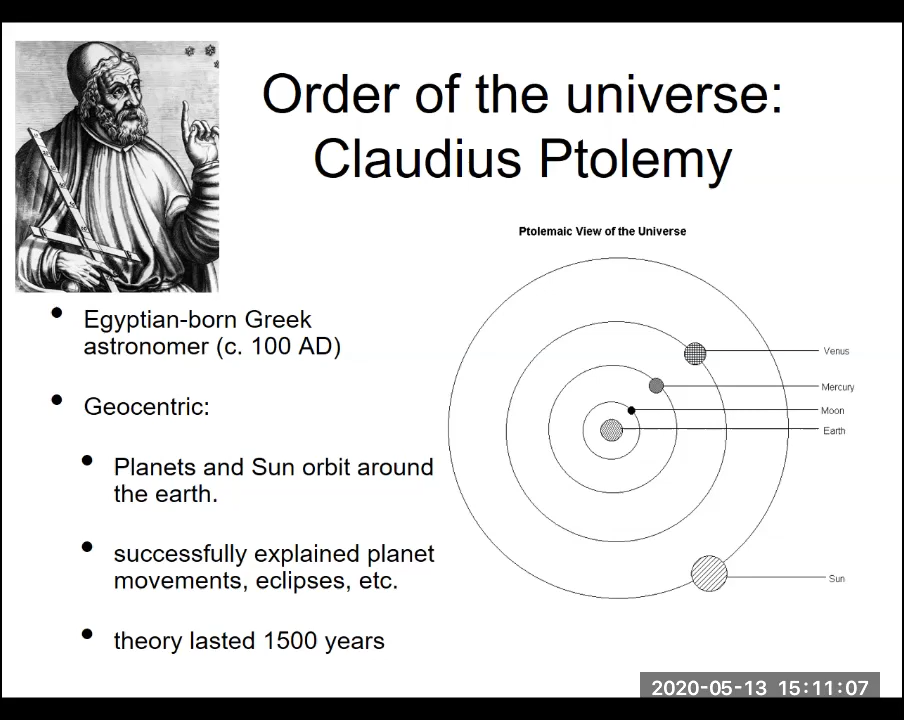 Order of the universe:
Claudius Ptolemy
Ptolemaic View of the Universe
• Egyptian-born Greek
astronomer (c. 100 AD)
• Geocentric:
• Planets and Sun orbit around
the earth.
• successfully explained planet
movements, eclipses, etc.
• theory lasted 1500 years
Venus
Mercury
Moon
Earth
Sun
2020-05-13 15:11:07